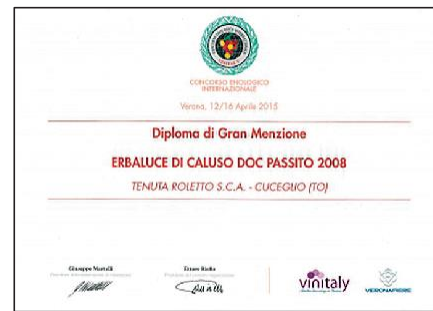 CONCORSO ENOLOGICO
INTERNAZIONALE
Verona, 12/16 Aprile 2015
Diploma di Gran Menzione
ERBALUCE DI CALUSO DOC PASSITO 2008
TENUTA ROLETTO S.C.A. - CUCEGLIO (TO)
Giuseppe Martelli
Ettore Riello
vinitaly
VERONAFIERE